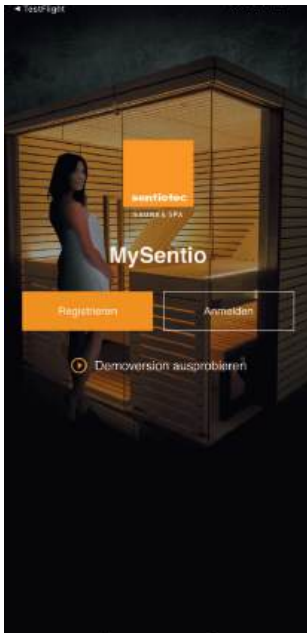 ◄ TestFlight
sentiotec
SAUNA & SPA
MySentio
Registrieren
Anmelden
Demoversion ausprobieren